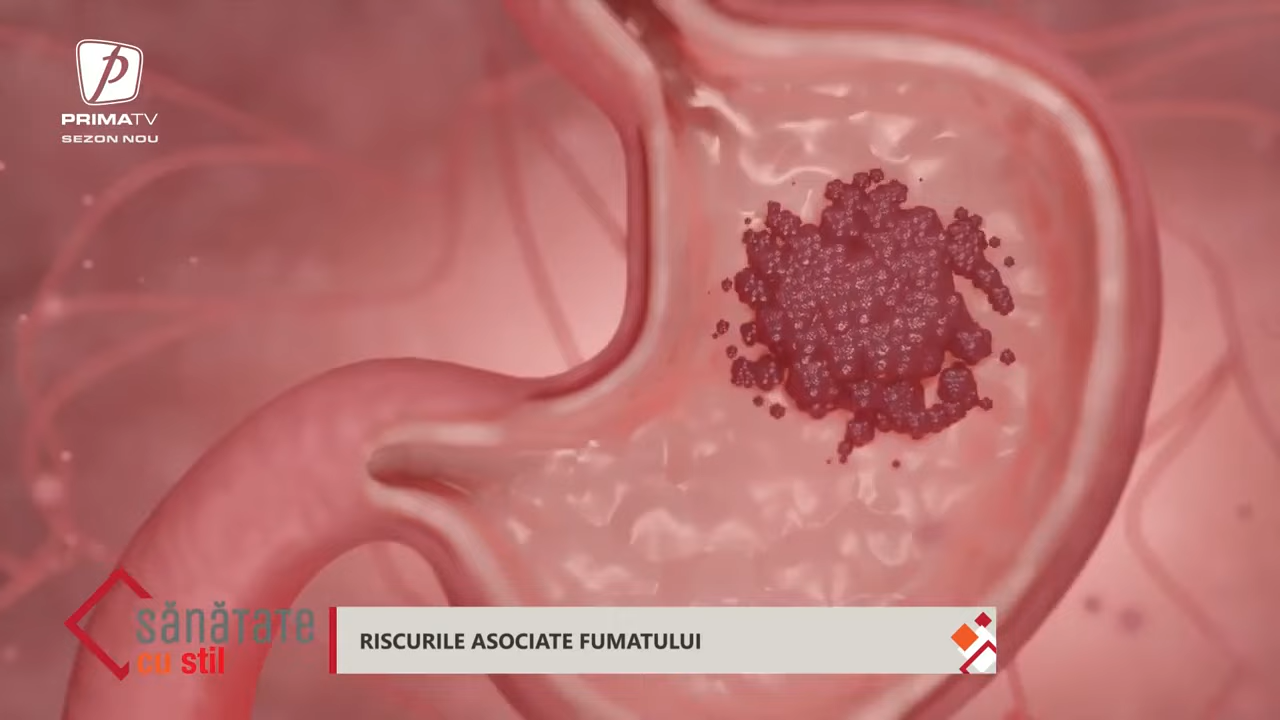 PRIMATV
SEZON NOU
sănătate
cu stil
RISCURILE ASOCIATE FUMATULUI